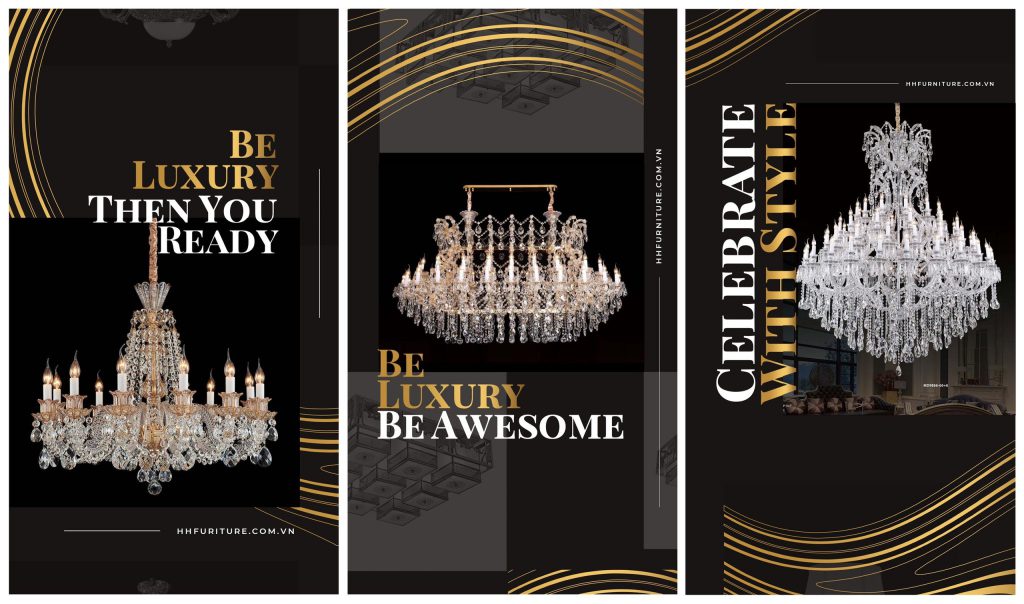 Be
Luxury
Then You
Ready
HHFURITURE.COM.VN
HHFURNITURE.COM.VN
Be
Luxury
Be Awesome
HHFURNITURE.COM.VN
Celebrate
With Style